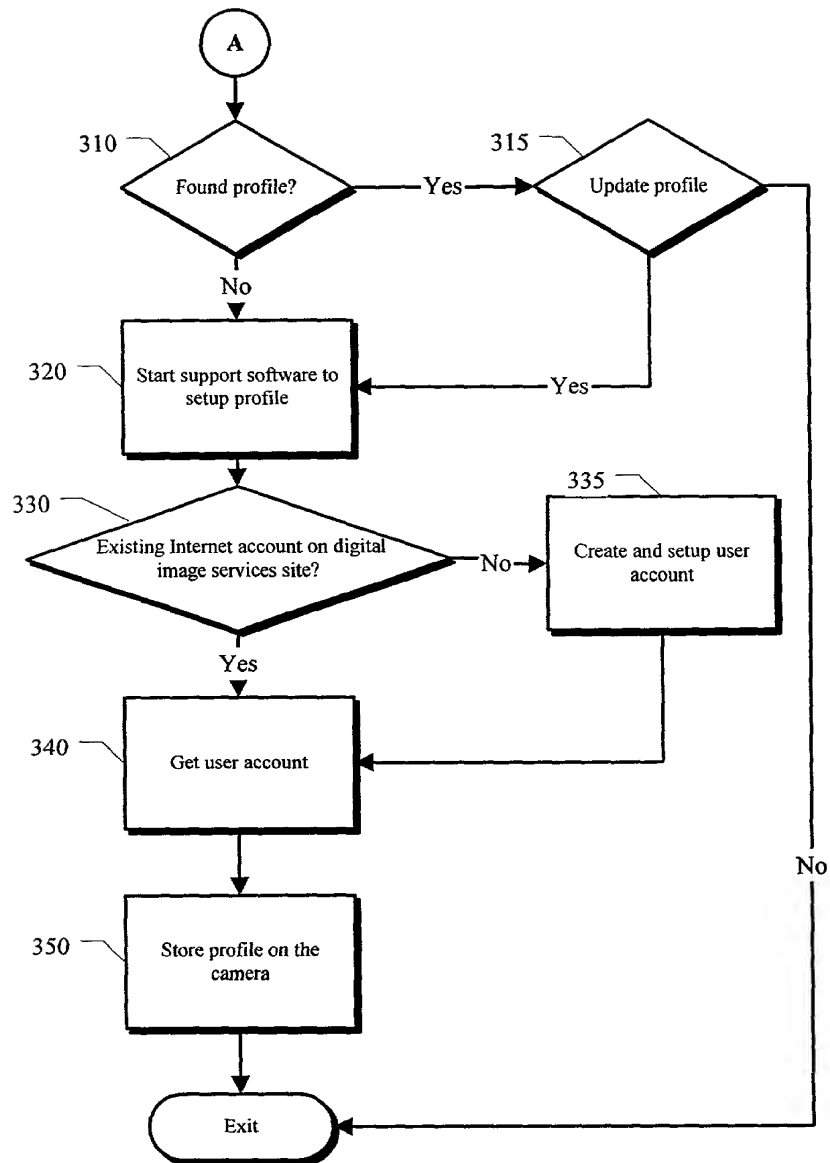 A
310
Found profile?
Yes
315
Update profile
No
320
Start support software to
setup profile
Yes
330
Existing Internet account on digital
image services site?
No
335
Create and setup user
account
Yes
340
Get user account
No
350
Store profile on the
camera
Exit